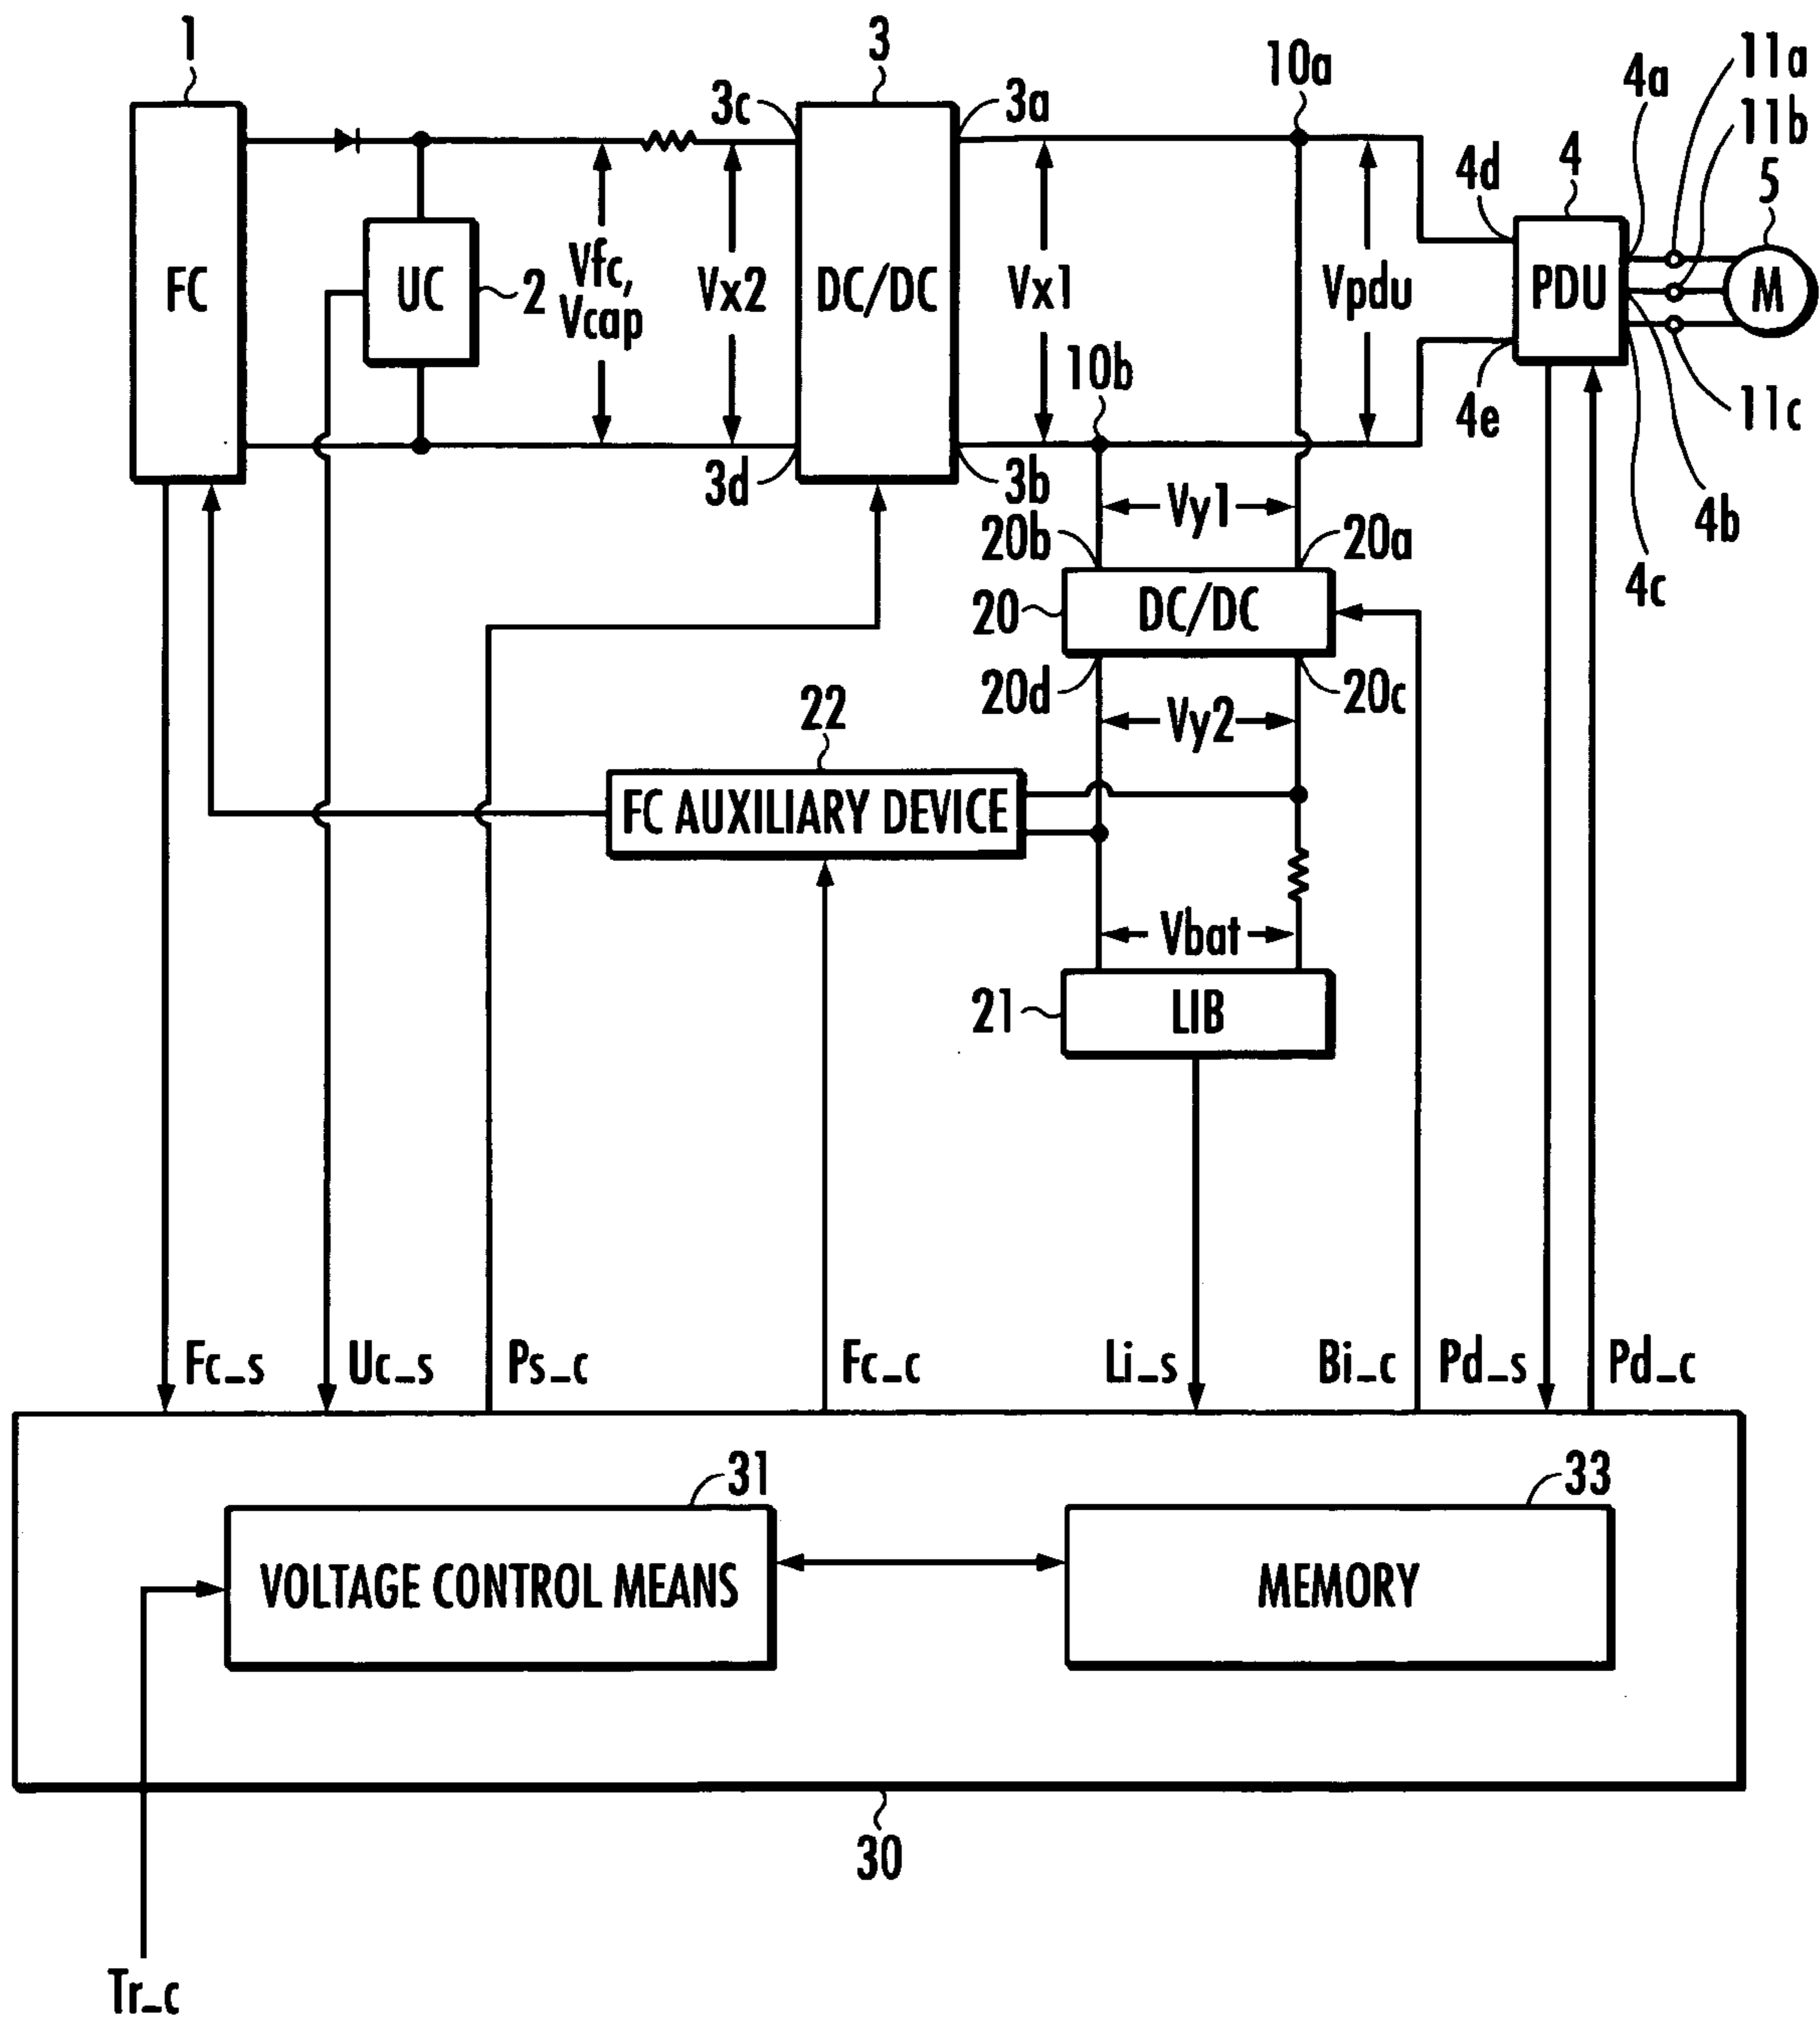 1
3
10a
11a
4a
11b
3c
3a
4d
4
5
FC
UC
2
Vfc,
Vcap
Vx2
DC/DC
Vx1
Vpdu
PDU
M
10b
4e
11c
3d
3b
Vy1
4b
20b
20a
4c
20
DC/DC
20d
20c
22
Vy2
FC AUXILIARY DEVICE
Vbat
21
LIB
Fc_s
Uc_s
Ps_c
Fc_c
Li_s
Bi_c
Pd_s
Pd_c
31
33
VOLTAGE CONTROL MEANS
MEMORY
30
Tr_c